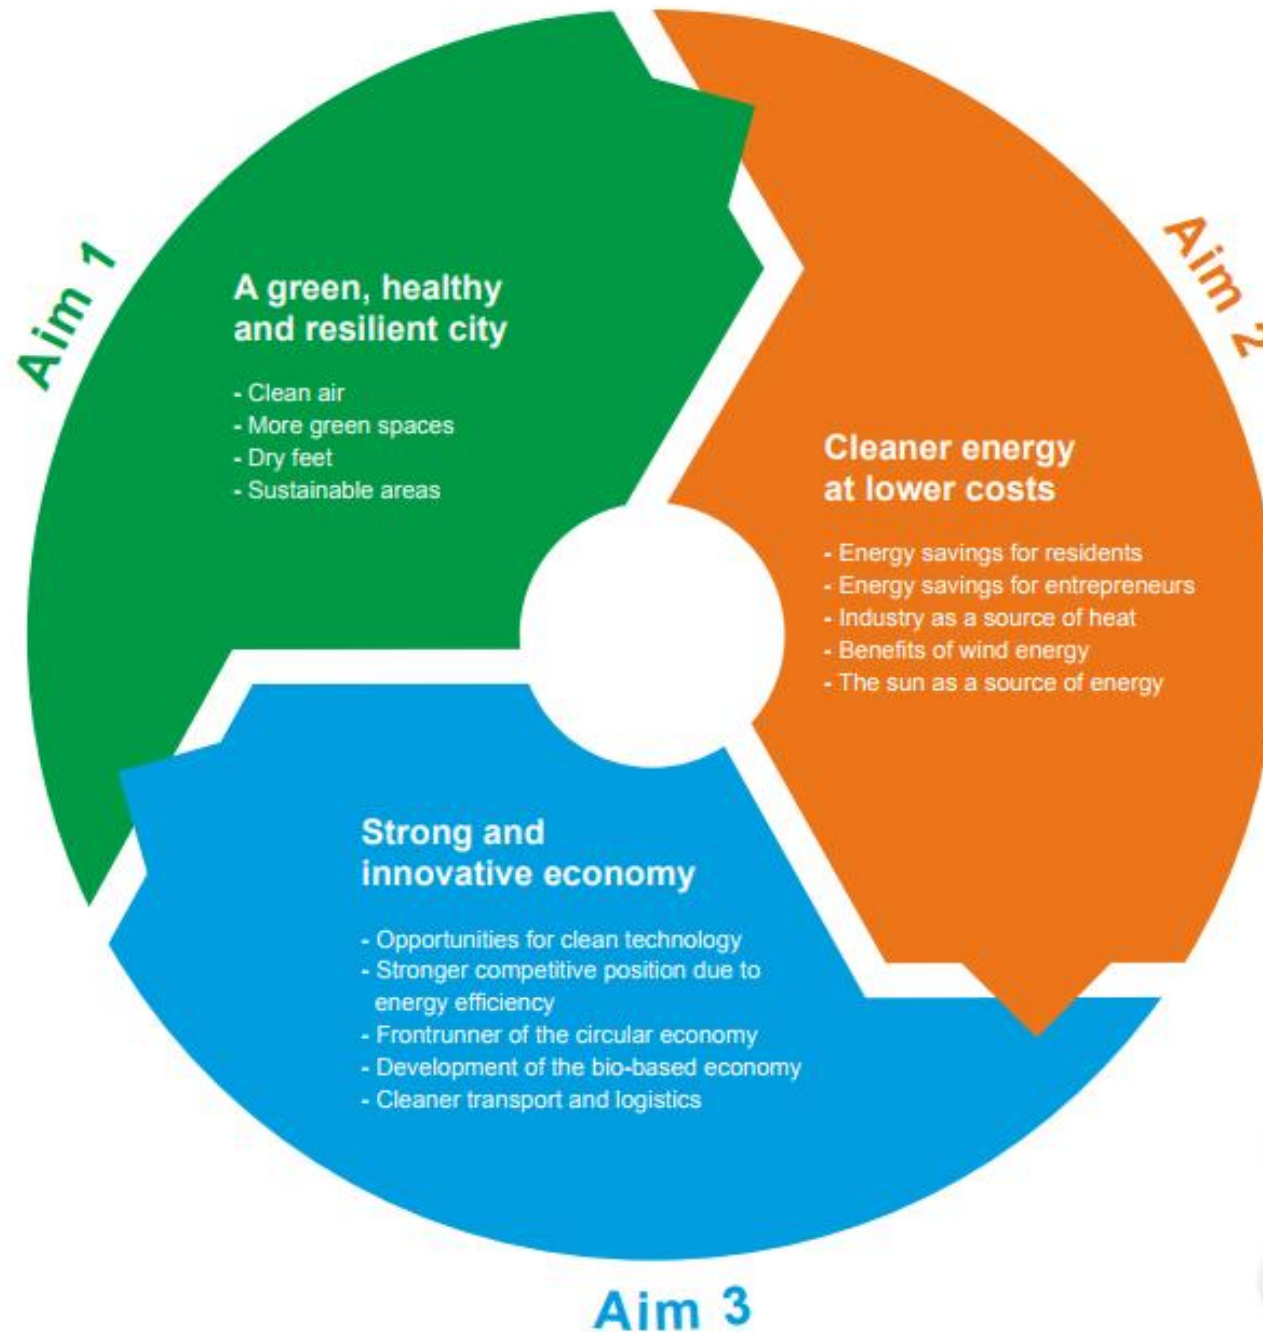 Aim 1
A green, healthy
and resilient city
- Clean air
- More green spaces
- Dry feet
- Sustainable areas
Aim 2
Cleaner energy
at lower costs
- Energy savings for residents
- Energy savings for entrepreneurs
- Industry as a source of heat
- Benefits of wind energy
- The sun as a source of energy
Strong and
innovative economy
- Opportunities for clean technology
- Stronger competitive position due to
energy efficiency
- Frontrunner of the circular economy
- Development of the bio-based economy
- Cleaner transport and logistics
Aim 3